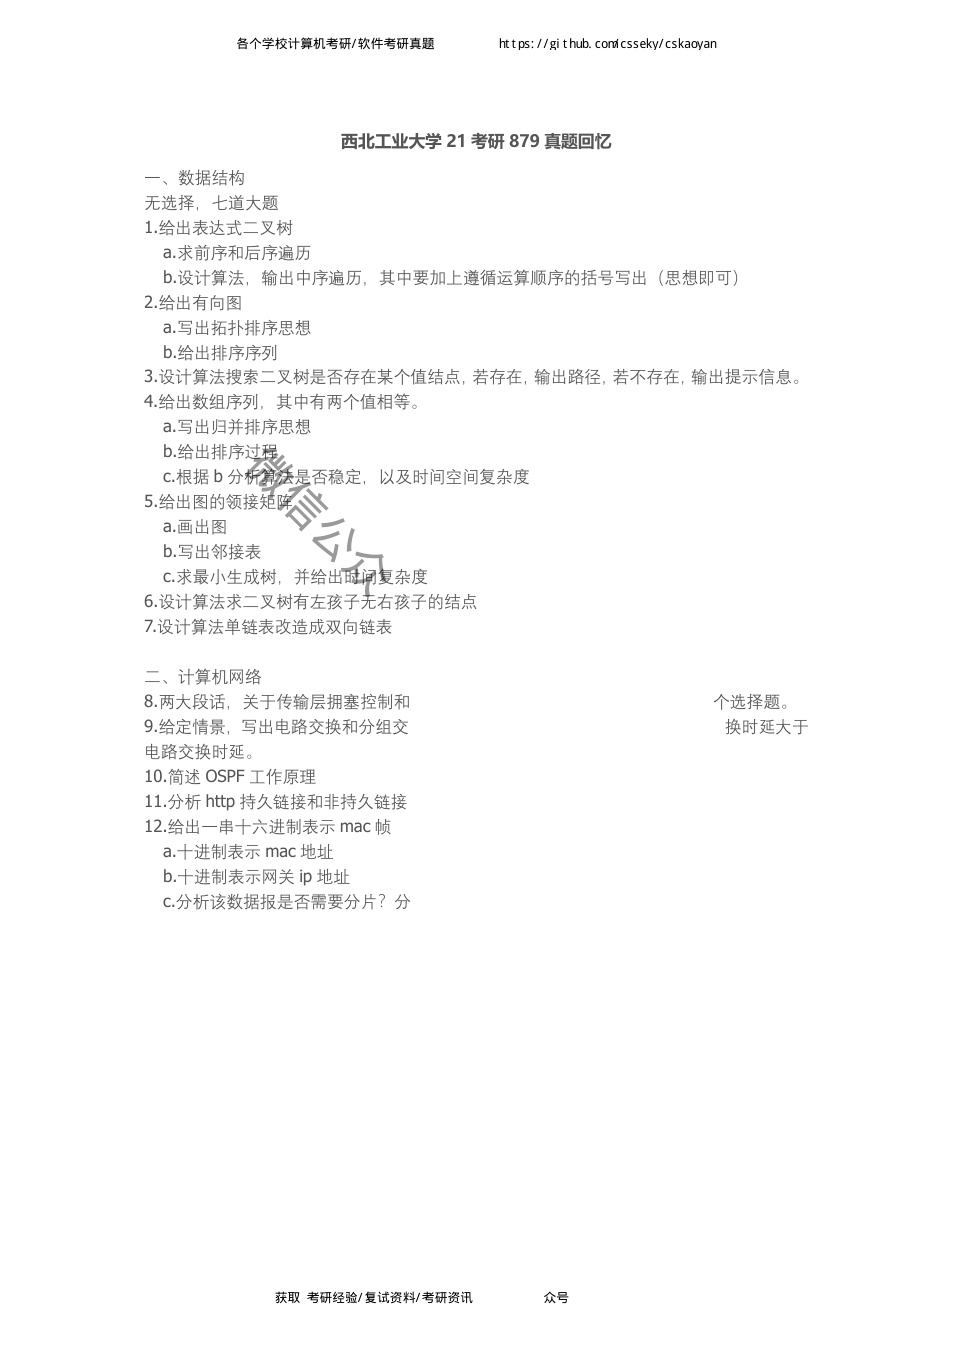 各个学校计算机考研/软件考研真题 https://github.com/csseky/cskaoyan
西北工业大学 21 考研 879 真题回忆
一、数据结构
无选择，七道大题
1.给出表达式二叉树
a.求前序和后序遍历
b.设计算法，输出中序遍历，其中要加上遵循运算顺序的括号写出（思想即可）
2.给出有向图
a.写出拓扑排序思想
b.给出排序序列
3.设计算法搜索二叉树是否存在某个值结点，若存在，输出路径，若不存在，输出提示信息。
4.给出数组序列，其中有两个值相等。
a.写出归并排序思想
b.给出排序过程
c.根据 b 分析算法是否稳定，以及时间空间复杂度
5.给出图的领接矩阵
a.画出图
b.写出邻接表
c.求最小生成树，并给出时间复杂度
6.设计算法求二叉树有左孩子无右孩子的结点
7.设计算法单链表改造成双向链表
微信公众
二、计算机网络
8.两大段话，关于传输层拥塞控制和 个选择题。
9.给定情景，写出电路交换和分组交 换时延大于
电路交换时延。
10.简述 OSPF 工作原理
11.分析 http 持久链接和非持久链接
12.给出一串十六进制表示 mac 帧
a.十进制表示 mac 地址
b.十进制表示网关 ip 地址
c.分析该数据报是否需要分片？分
获取 考研经验/复试资料/考研资讯 众号